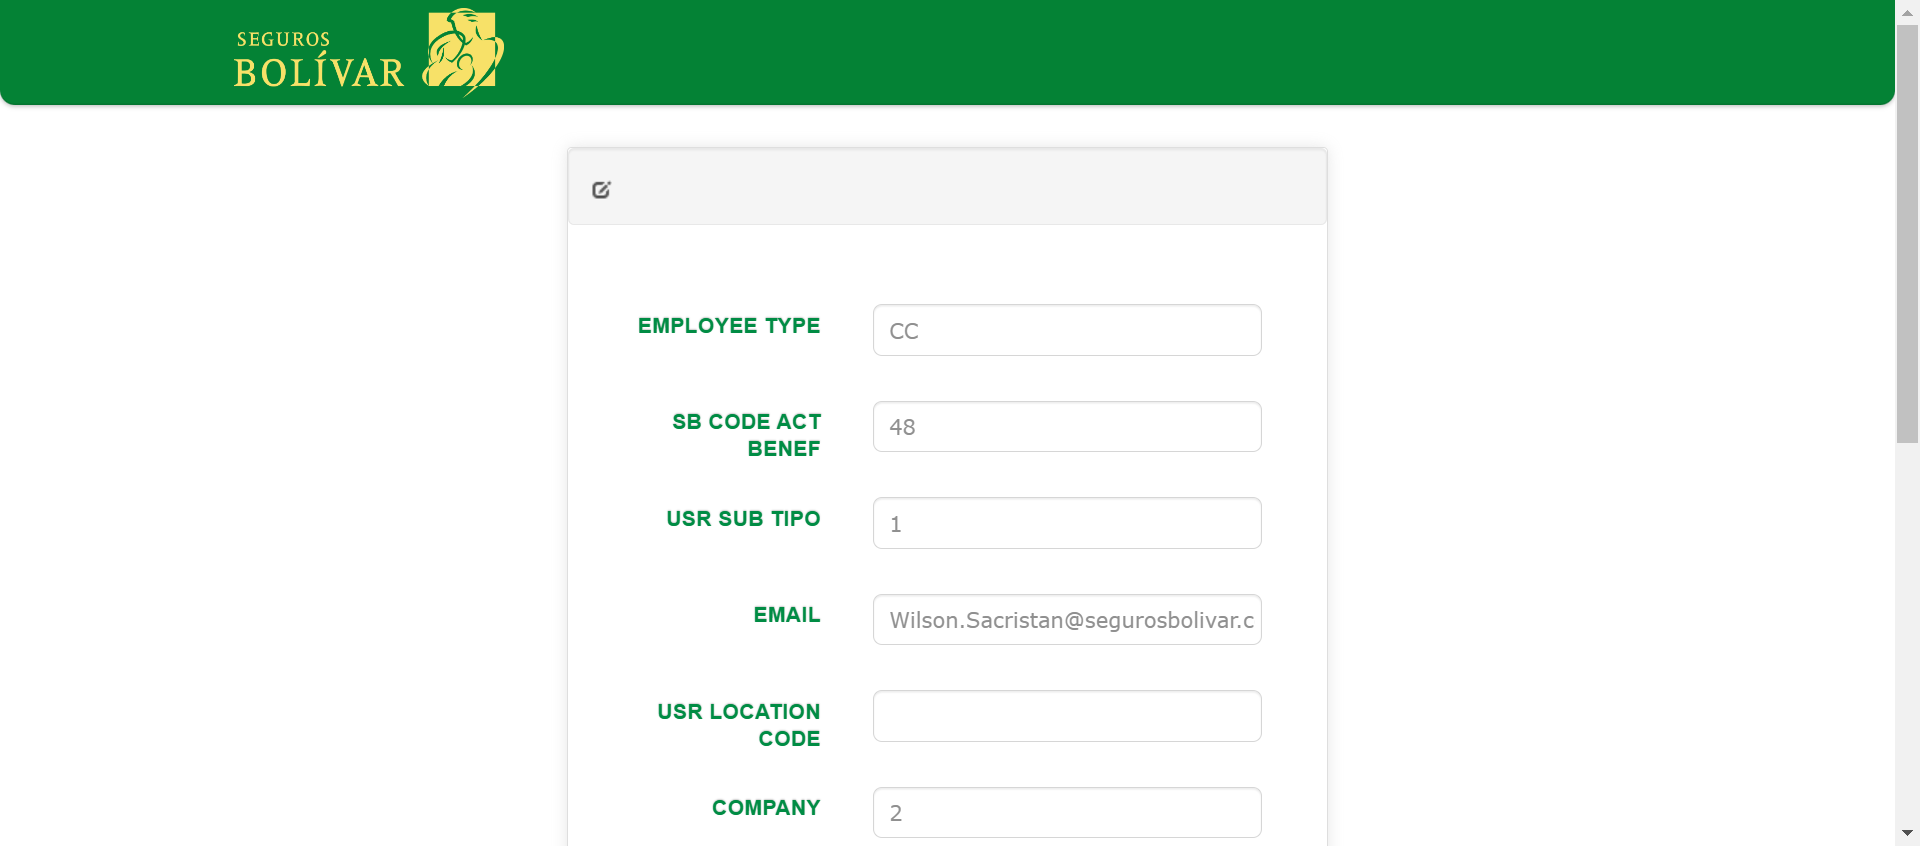 SEGUROS
BOLÍVAR
EMPLOYEE TYPE
CC
SB CODE ACT
BENEF
48
USR SUB TIPO
1
EMAIL
Wilson.Sacristan@segurosbolivar.c
USR LOCATION
CODE
COMPANY
2